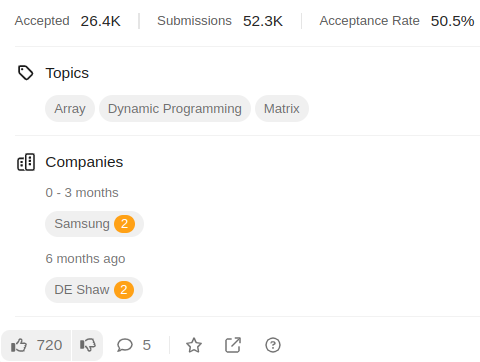 Accepted 26.4K Submissions 52.3K Acceptance Rate 50.5%
Topics
Array Dynamic Programming Matrix
Companies
0 - 3 months
Samsung 2
6 months ago
DE Shaw 2
720 5